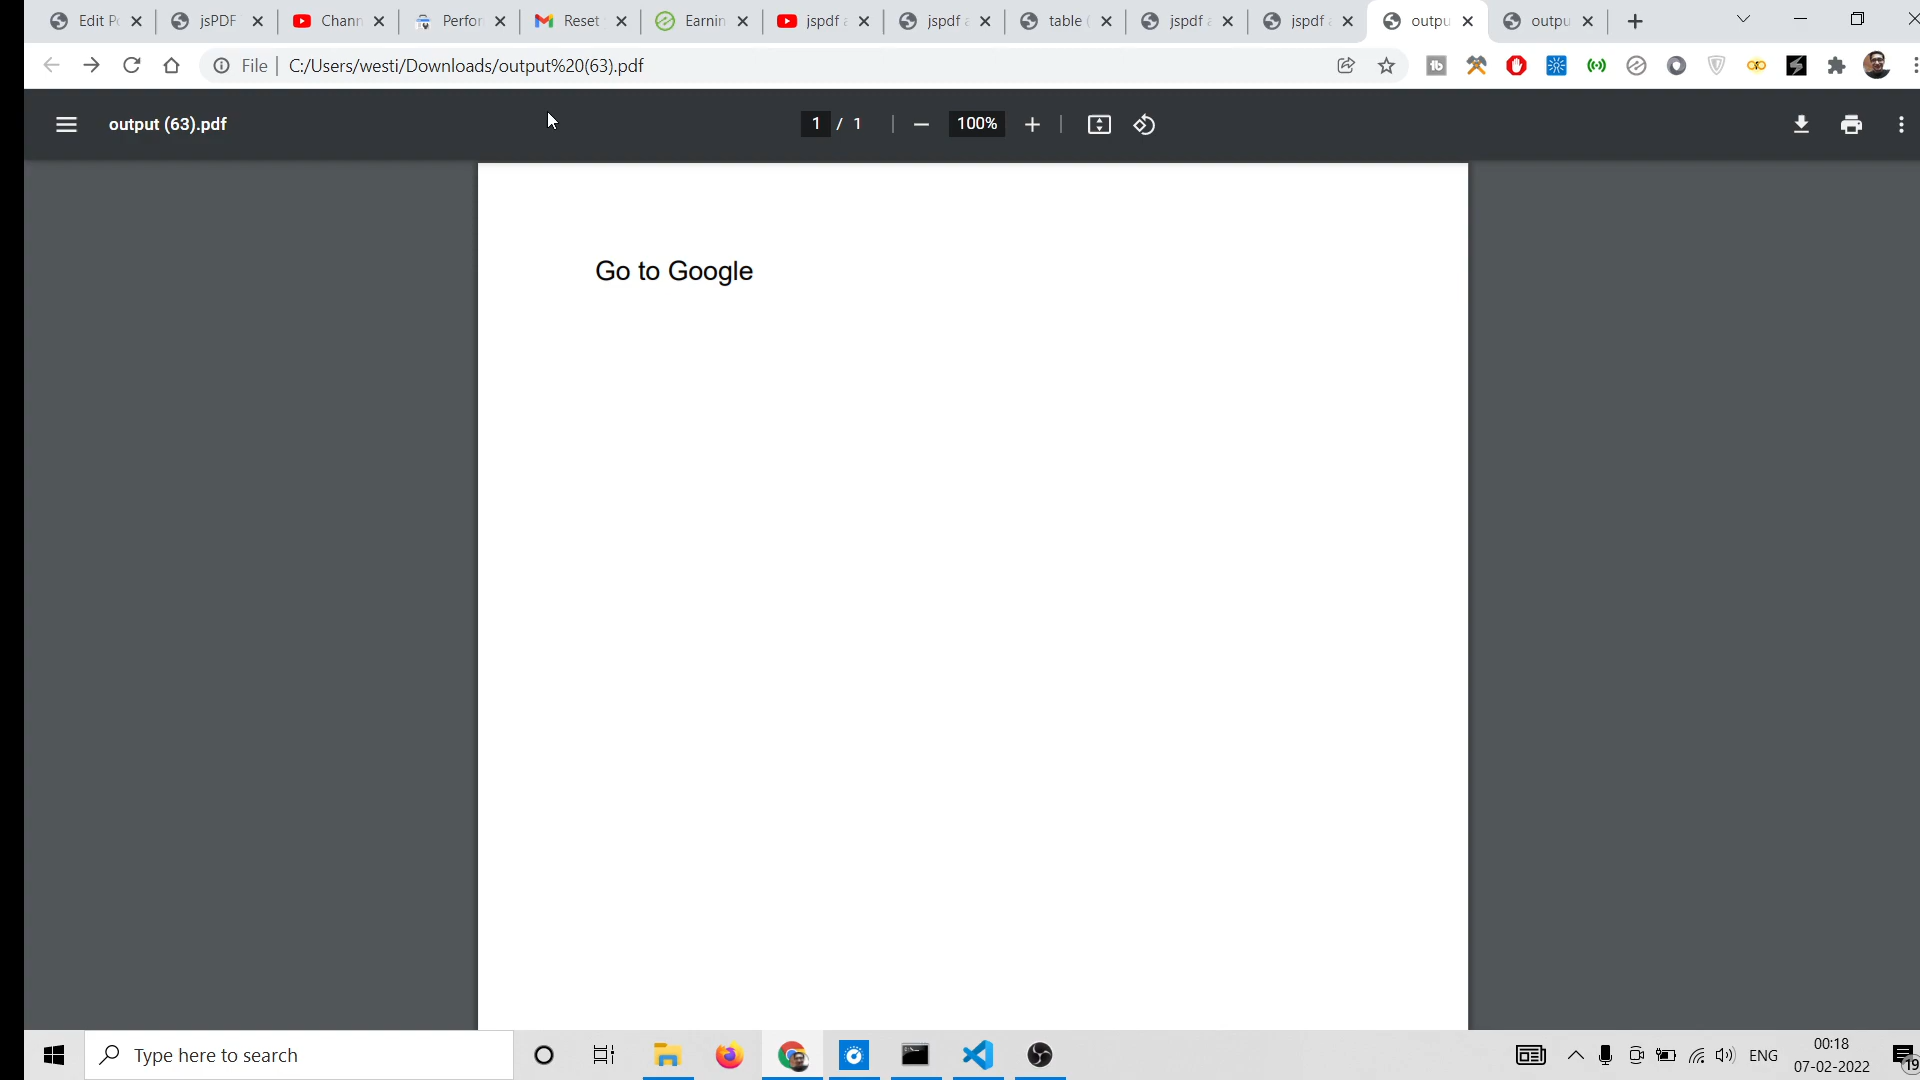 Edit Po
jsPDF
Chann
Perfor
Reset
Earnin
jspdf a
jspdf a
table (
jspdf a
jspdf
outpu
outpu
File
C:/Users/westi/Downloads/output%20(63).pdf
output (63).pdf
1 / 1
100%
Go to Google
Type here to search
ENG
00:18
07-02-2022
19